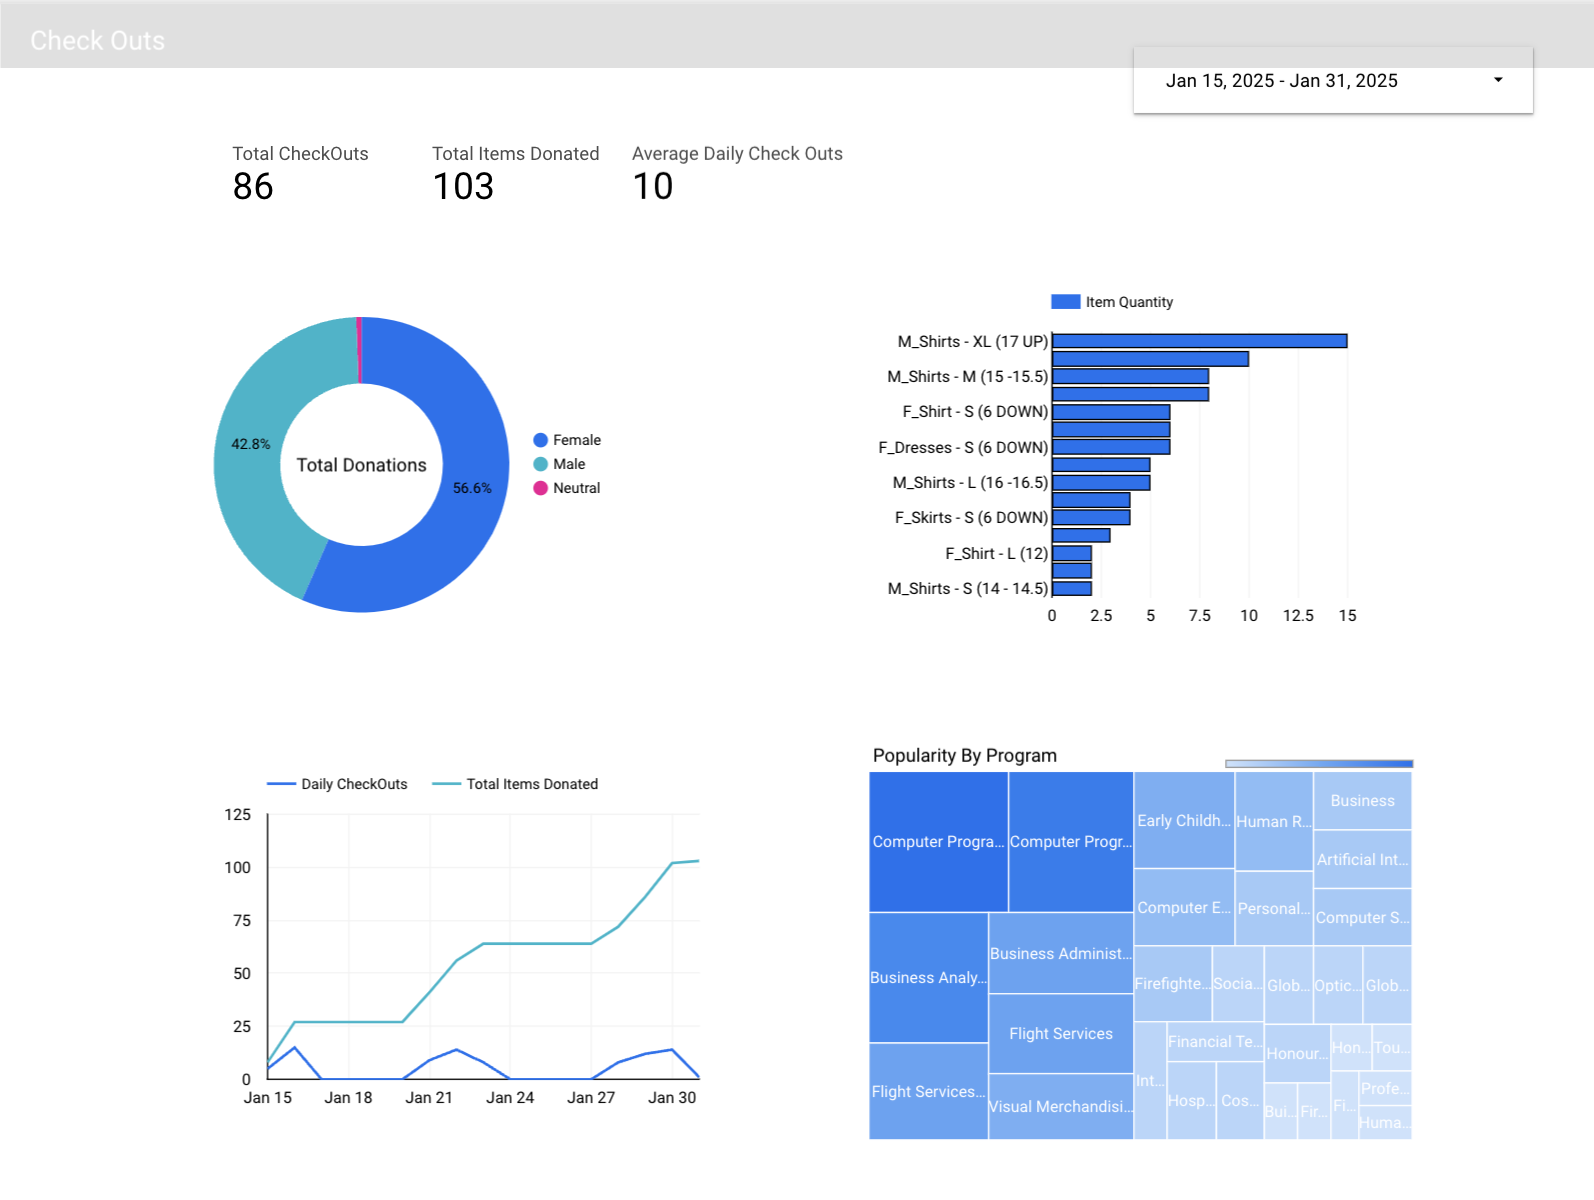 Check Outs
Jan 15, 2025 - Jan 31, 2025
Total CheckOuts
86
Total Items Donated
103
Average Daily Check Outs
10
42.8%
Total Donations
56.6%
Female
Male
Neutral
Item Quantity
M_Shirts - XL (17 UP)
M_Shirts - M (15 -15.5)
F_Shirt - S (6 DOWN)
F_Dresses - S (6 DOWN)
M_Shirts - L (16 -16.5)
F_Skirts - S (6 DOWN)
F_Shirt - L (12)
M_Shirts - S (14 - 14.5)
0 2.5 5 7.5 10 12.5 15
Daily CheckOuts
Total Items Donated
125
100
75
50
25
0
Jan 15 Jan 18 Jan 21 Jan 24 Jan 27 Jan 30
Popularity By Program
Computer Progra...
Computer Progr...
Early Childh...
Human R...
Business
Artificial Int...
Computer E...
Personal...
Computer S...
Business Analy...
Business Administ...
Flight Services
Firefighte...
Socia...
Glob...
Optic...
Glob...
Flight Services...
Visual Merchandisi...
Int...
Financial Te...
Hosp...
Cos...
Honour...
Hon...
Tou...
Bui...
Fir...
Fi...
Profe...
Huma...